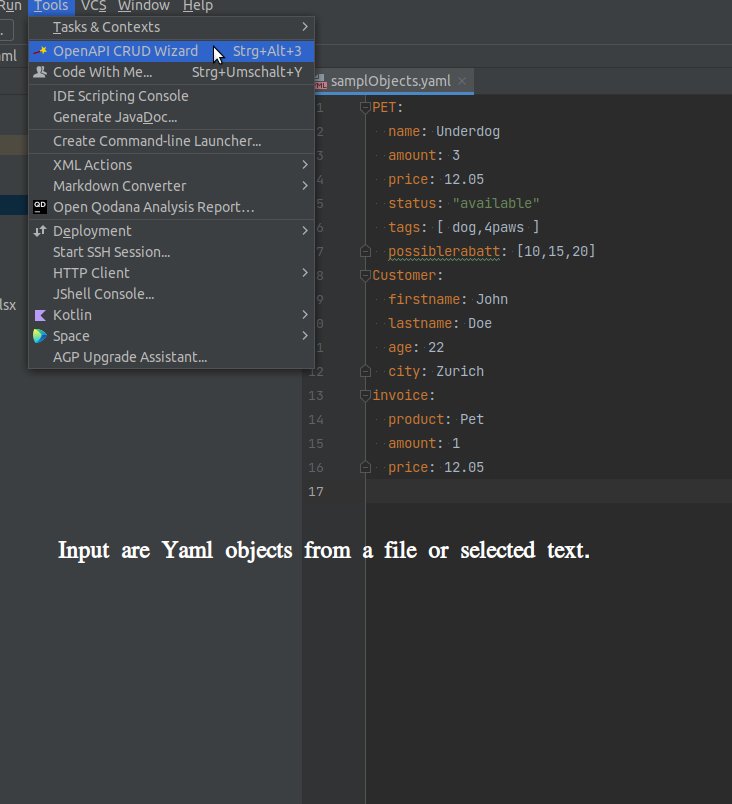 Run Tools VCS Window Help
.
ml
Tasks & Contexts
OpenAPI CRUD Wizard Strg+Alt+3
Code With Me... Strg+Umschalt+Y
IDE Scripting Console
Generate JavaDoc...
Create Command-line Launcher...
XML Actions
Markdown Converter
QD Open Qodana Analysis Report...
Deployment
Start SSH Session...
HTTP Client
JShell Console...
Kotlin
Space
AGP Upgrade Assistant...
lsx
samplObjects.yaml
1 PET:
2 name: Underdog
3 amount: 3
4 price: 12.05
5 status: "available"
6 tags: [ dog,4paws ]
7 possiblerabatt: [10,15,20]
8 Customer:
9 firstname: John
0 lastname: Doe
1 age: 22
12 city: Zurich
13 invoice:
14 product: Pet
15 amount: 1
16 price: 12.05
17
Input are Yaml objects from a file or selected text.